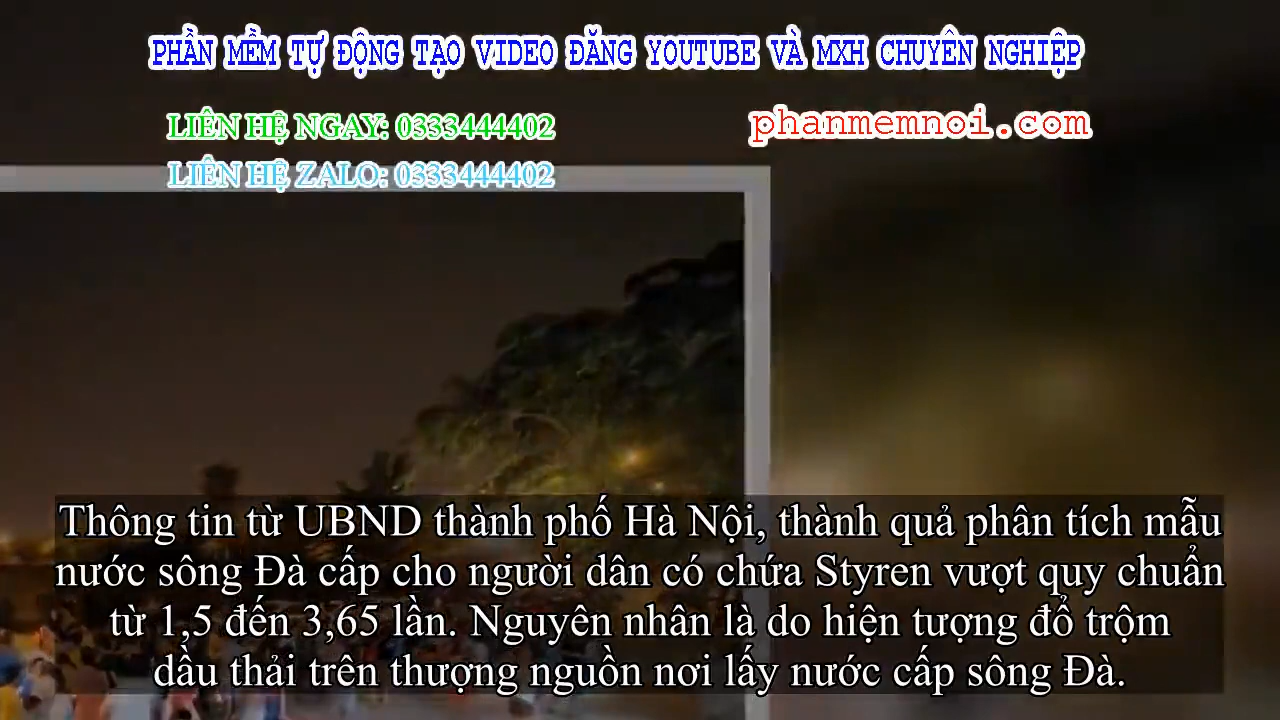 PHẦN MỀM TỰ ĐỘNG TẠO VIDEO ĐĂNG YOUTUBE VÀ MXH CHUYÊN NGHIỆP
LIÊN HỆ NGAY: 0333444402
phanmemnoi.com
LIÊN HỆ ZALO: 0333444402
Thông tin từ UBND thành phố Hà Nội, thành quả phân tích mẫu
nước sông Đà cấp cho người dân có chứa Styren vượt quy chuẩn
từ 1,5 đến 3,65 lần. Nguyên nhân là do hiện tượng đổ trộm
dầu thải trên thượng nguồn nơi lấy nước cấp sông Đà.